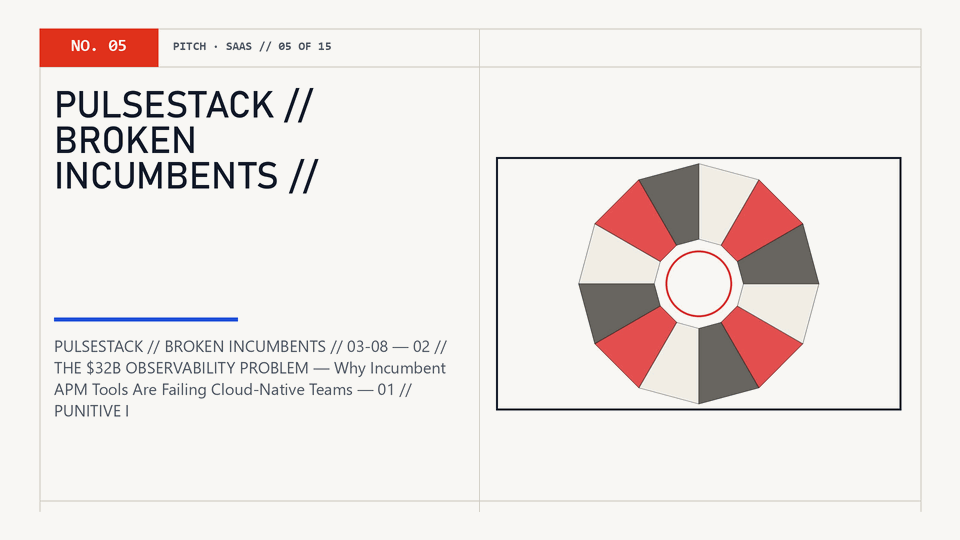 NO. 05
PITCH · SAAS // 05 OF 15
PULSESTACK //
BROKEN
INCUMBENTS //
PULSESTACK // BROKEN INCUMBENTS // 03-08 — 02 //
THE $32B OBSERVABILITY PROBLEM — Why Incumbent
APM Tools Are Failing Cloud-Native Teams — 01 //
PUNITIVE I